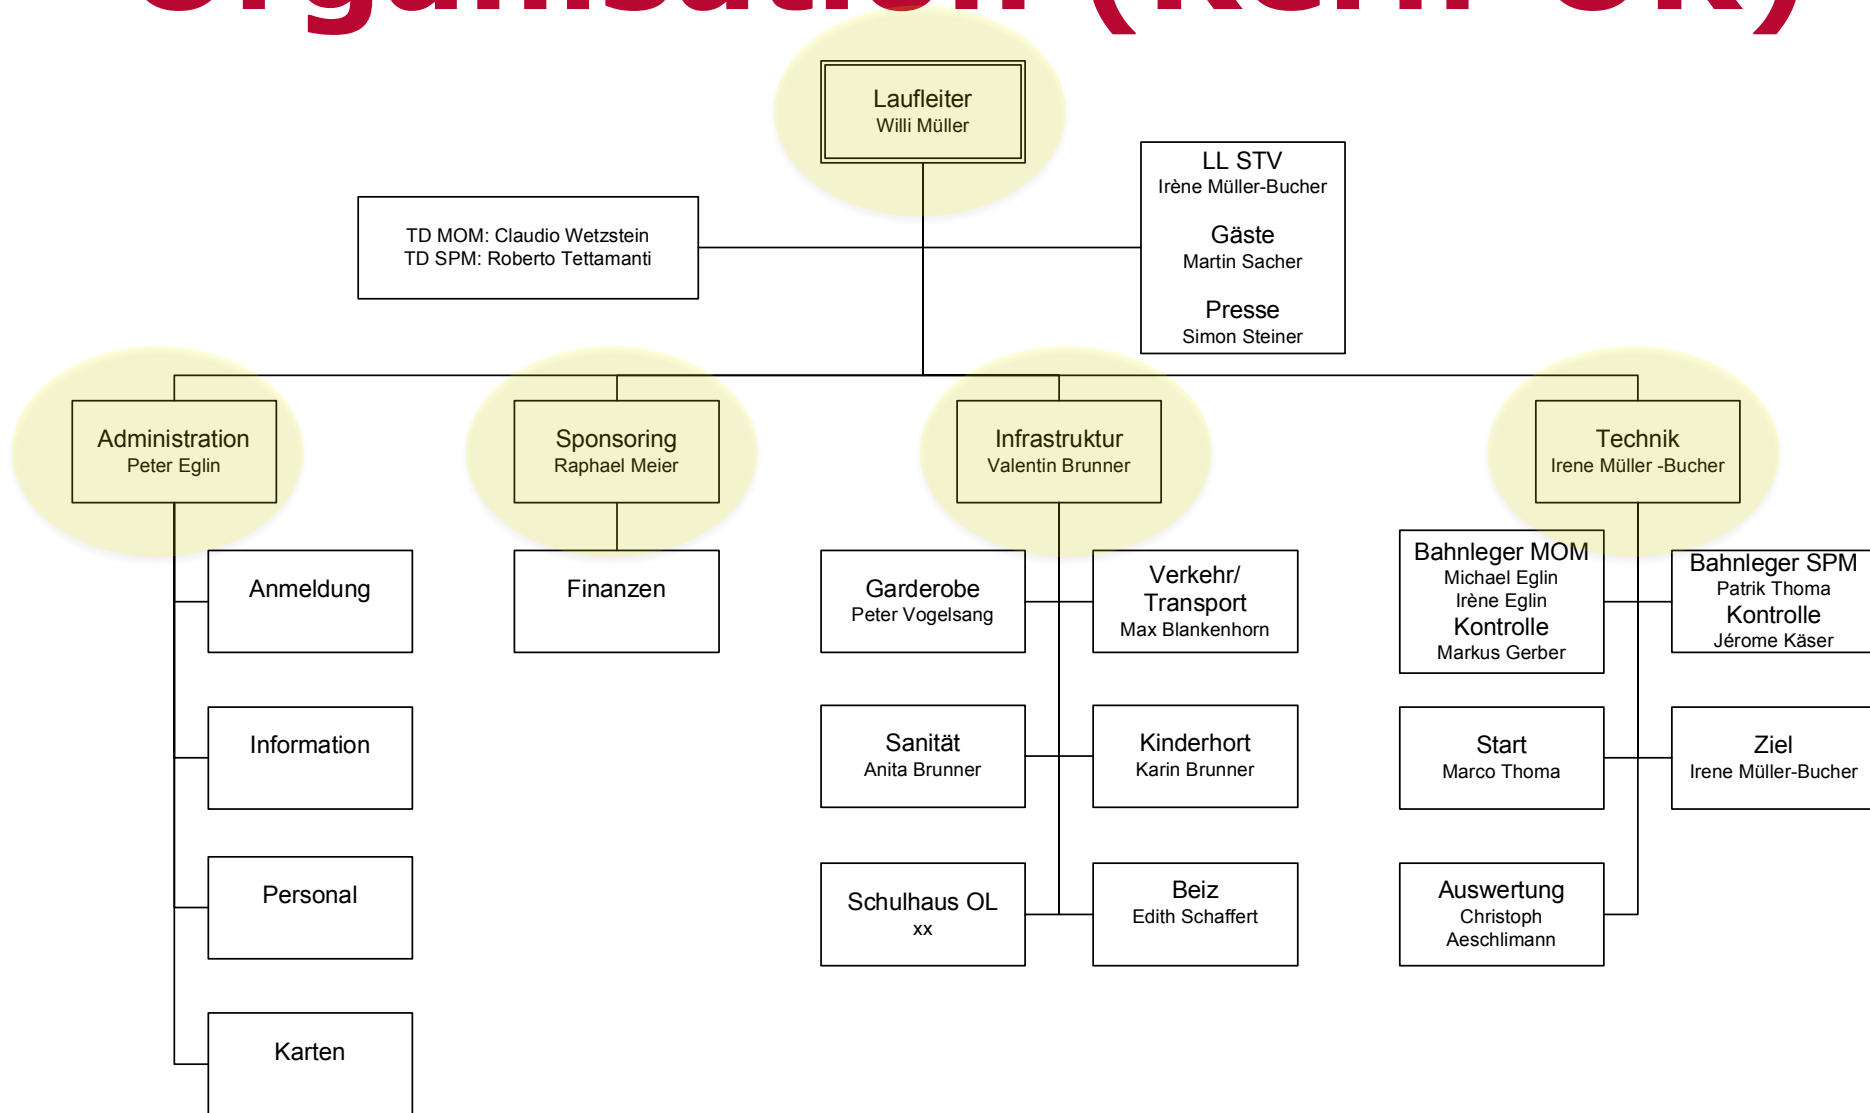 Organisation (
Laufleiter
Willi Müller
LL STV
Irène Müller-Bucher
Gäste
Martin Sacher
Presse
Simon Steiner
TD MOM: Claudio Wetzstein
TD SPM: Roberto Tettamanti
Administration
Peter Eglin
Sponsoring
Raphael Meier
Infrastruktur
Valentin Brunner
Technik
Irene Müller -Bucher
Anmeldung
Information
Personal
Karten
Finanzen
Garderobe
Peter Vogelsang
Verkehr/
Transport
Max Blankenhorn
Sanität
Anita Brunner
Kinderhort
Karin Brunner
Schulhaus OL
xx
Beiz
Edith Schaffert
Bahnleger MOM
Michael Eglin
Irène Eglin
Kontrolle
Markus Gerber
Bahnleger SPM
Patrik Thoma
Kontrolle
Jérome Käser
Start
Marco Thoma
Ziel
Irene Müller-Bucher
Auswertung
Christoph
Aeschlimann